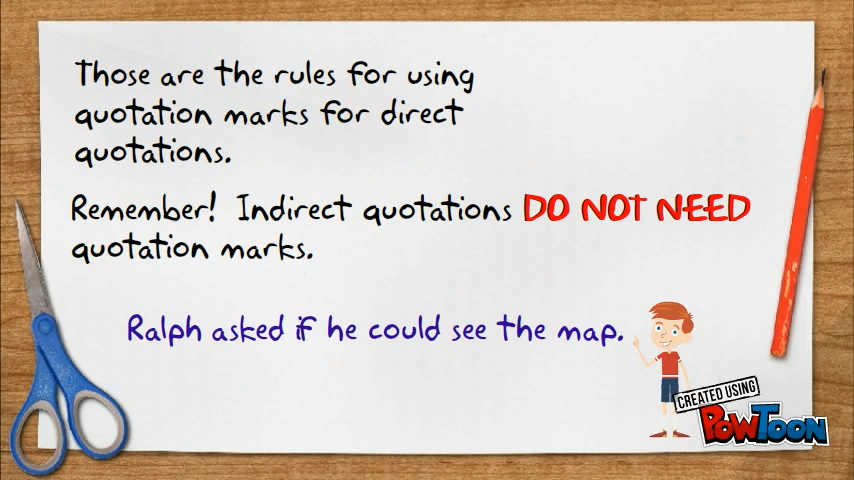 Those are the rules for using
quotation marks for direct
quotations.
Remember! Indirect quotations DO NOT NEED
quotation marks.
Ralph asked if he could see the map.
CREATED USING
POWTOON